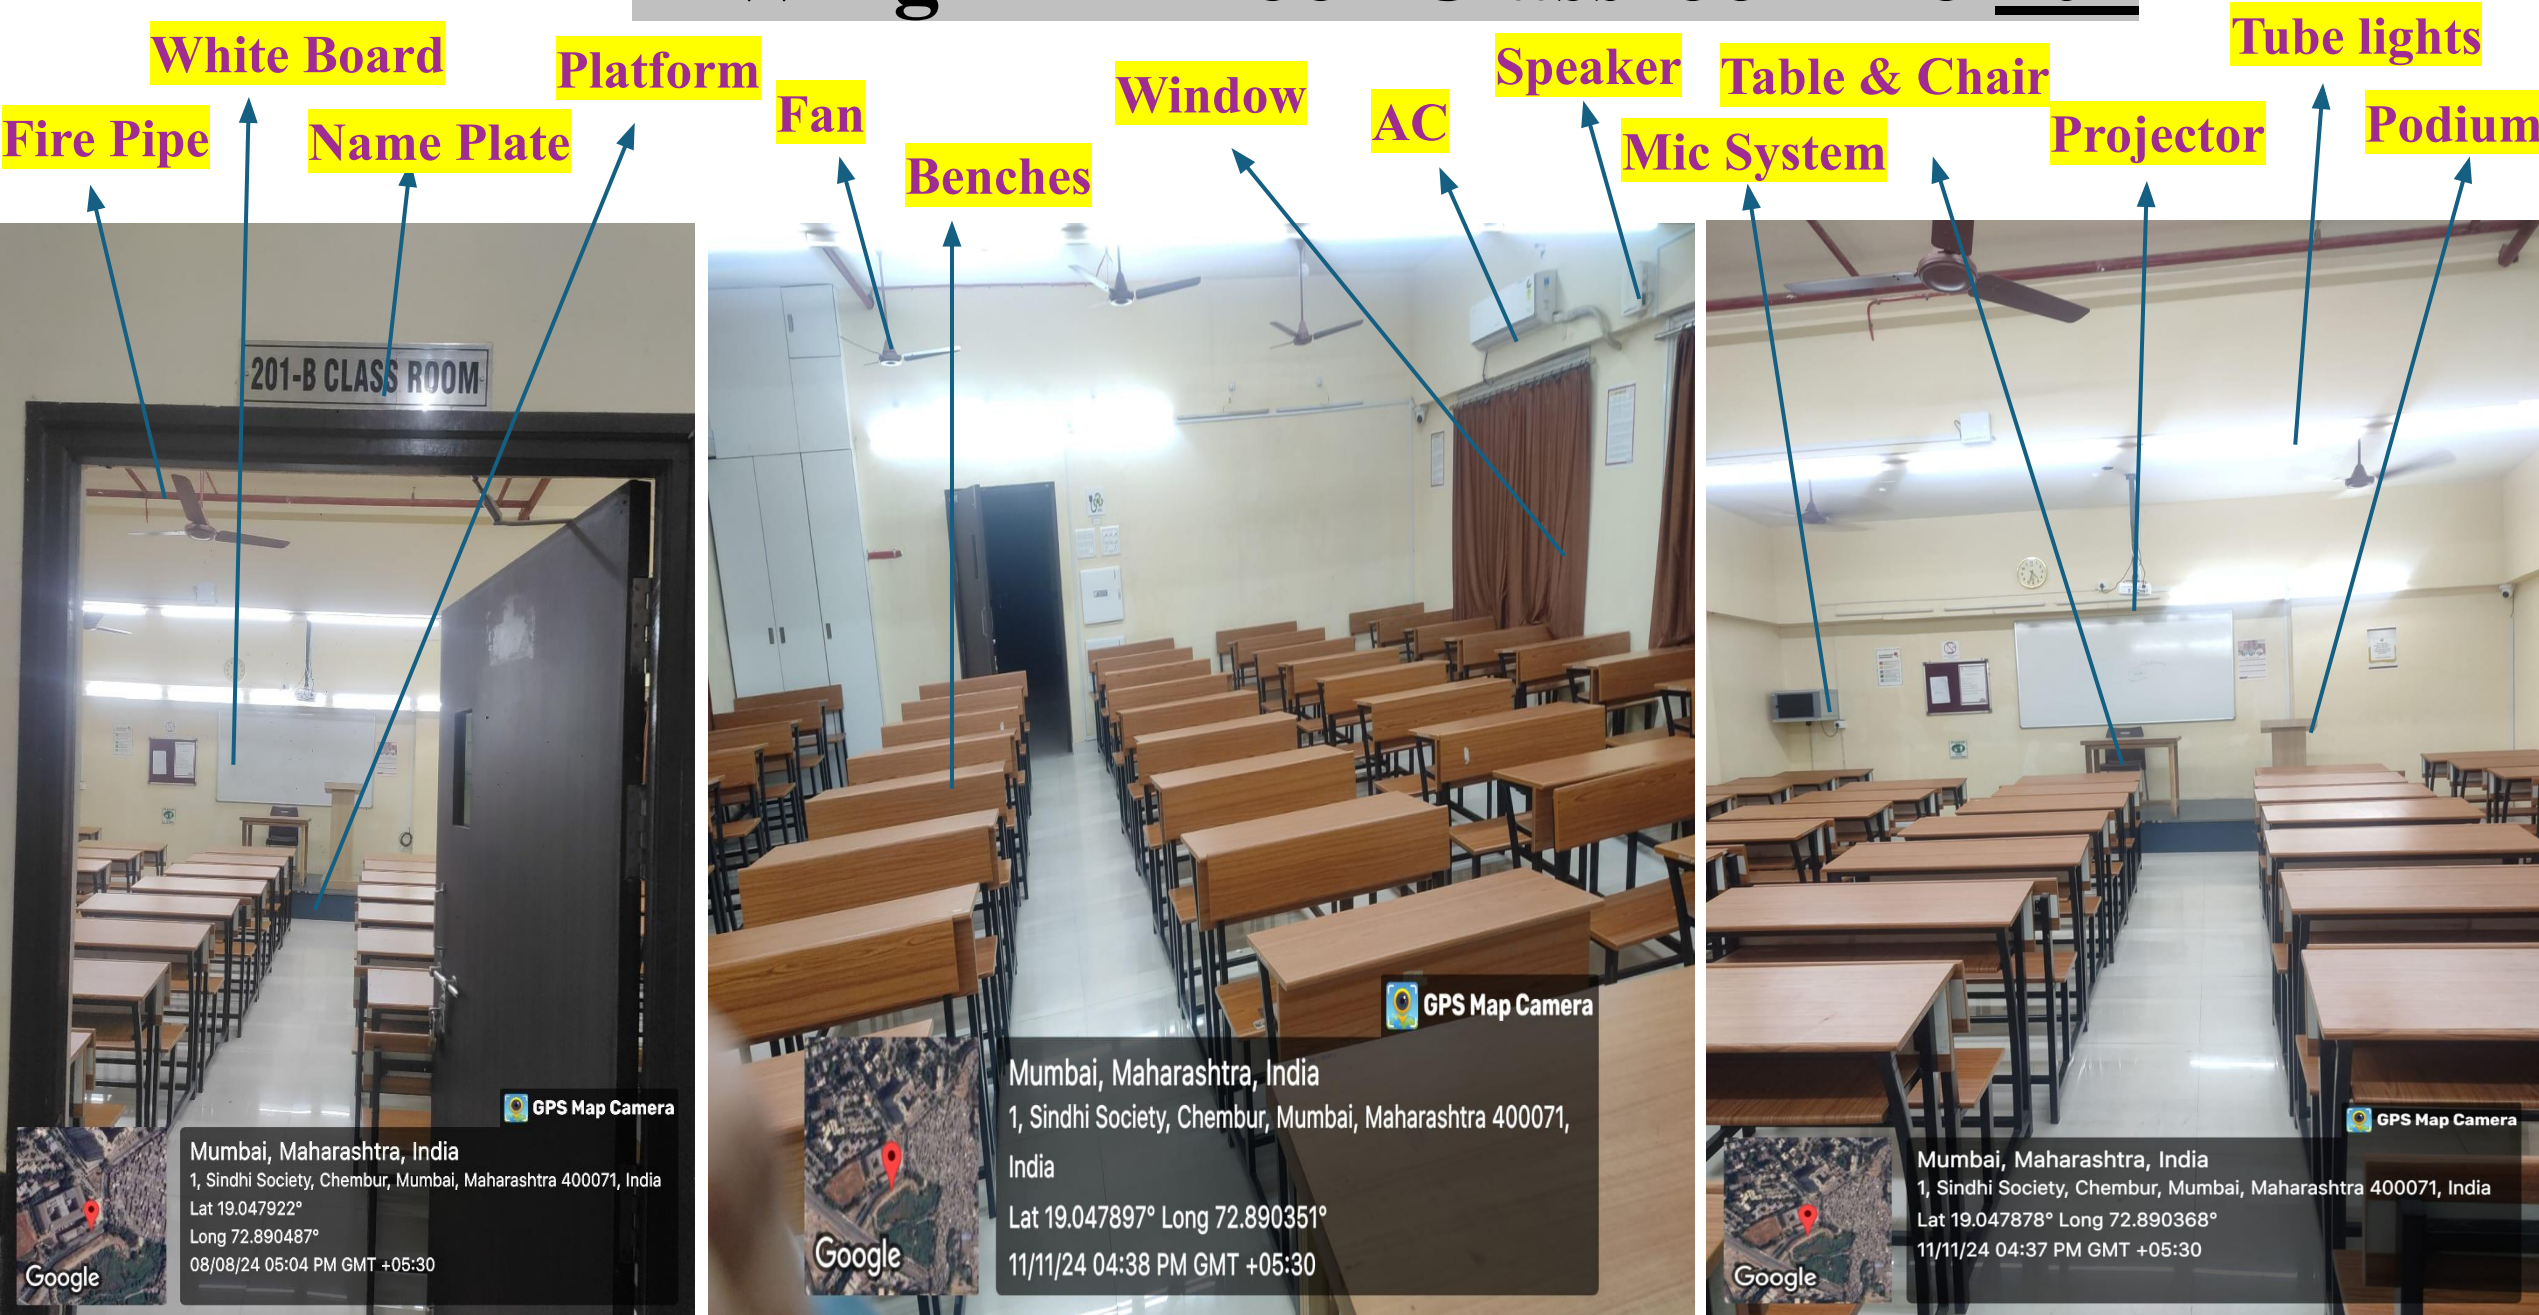 White Board
Platform
Fan
Window
Speaker
Table & Chair
Tube lights
Fire Pipe
Name Plate
Benches
AC
Mic System
Projector
Podium
201-B CLASS ROOM
GPS Map Camera
Mumbai, Maharashtra, India
1, Sindhi Society, Chembur, Mumbai, Maharashtra 400071, India
Lat 19.047922°
Long 72.890487°
08/08/24 05:04 PM GMT +05:30
Google
GPS Map Camera
Mumbai, Maharashtra, India
1, Sindhi Society, Chembur, Mumbai, Maharashtra 400071,
India
Lat 19.047897° Long 72.890351°
11/11/24 04:38 PM GMT +05:30
Google
GPS Map Camera
Mumbai, Maharashtra, India
1, Sindhi Society, Chembur, Mumbai, Maharashtra 400071, India
Lat 19.047878° Long 72.890368°
11/11/24 04:37 PM GMT +05:30
Google